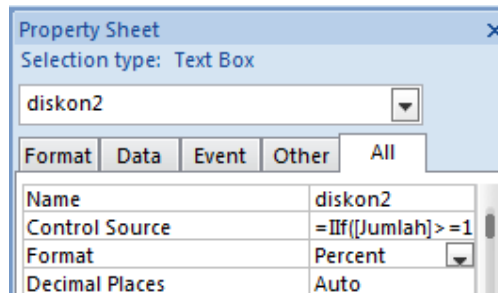 Property Sheet
Selection type: Text Box
diskon2
Format Data Event Other All
Name diskon2
Control Source =IIf([Jumlah]>=1
Format Percent
Decimal Places Auto